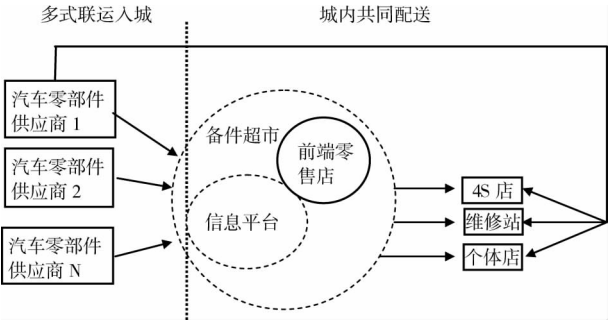 多式联运入城
城内共同配送
汽车零部件
供应商1
汽车零部件
供应商2
汽车零部件
供应商N
备件超市
前端零
售店
信息平台
4S店
维修站
个体店